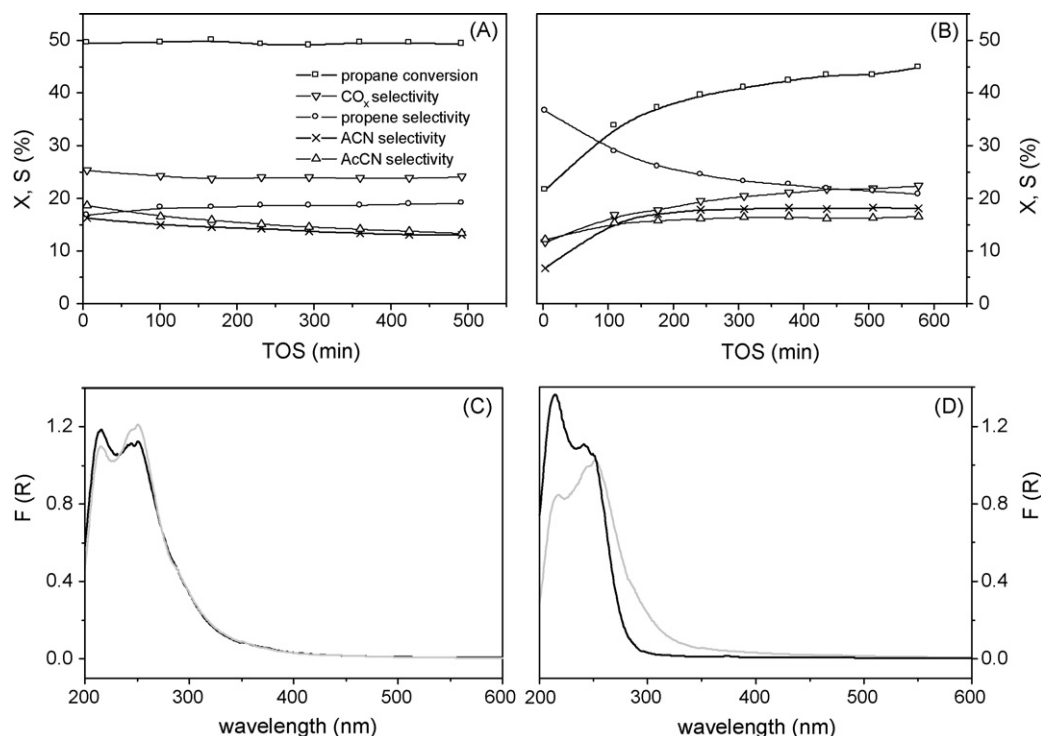 (A)
50
40
30
20
10
0
X, S (%)
propane conversion
COx selectivity
propene selectivity
ACN selectivity
AcCN selectivity
0 100 200 300 400 500
TOS (min)
(B)
50
40
30
20
10
0
X, S (%)
0 100 200 300 400 500 600
TOS (min)
(C)
1.2
0.8
0.4
0.0
F (R)
200 300 400 500 600
wavelength (nm)
(D)
1.2
0.8
0.4
0.0
F (R)
200 300 400 500 600
wavelength (nm)